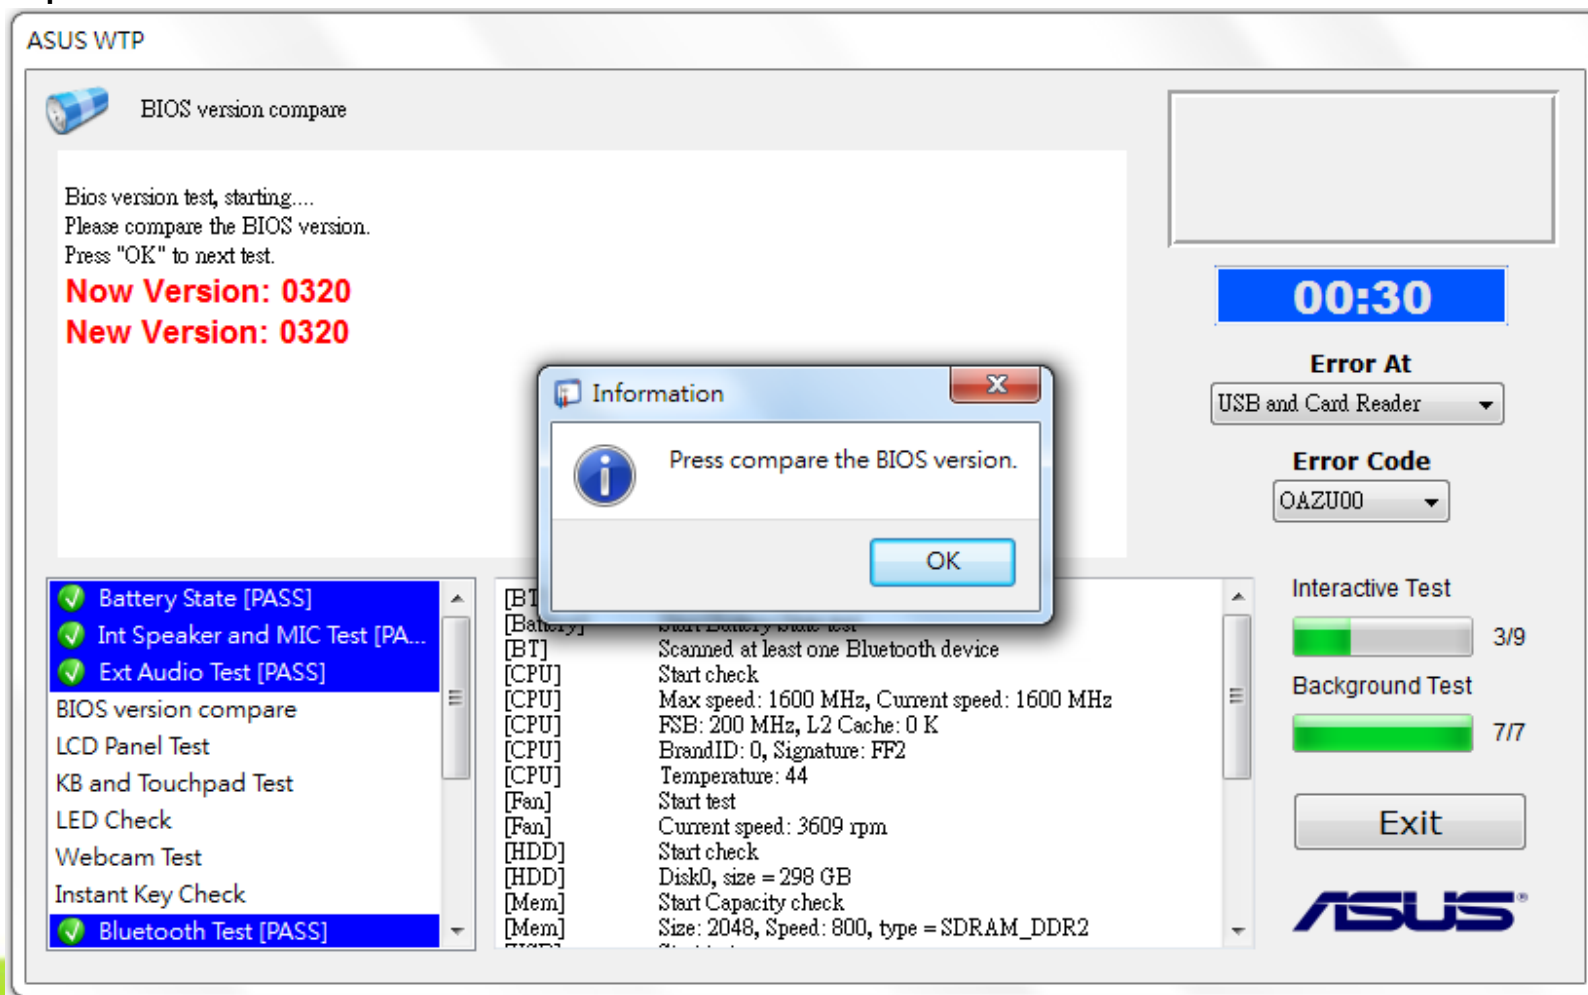 ASUS WTP
BIOS version compare
Bios version test, starting....
Please compare the BIOS version.
Press "OK" to next test.
Now Version: 0320
New Version: 0320
00:30
Error At
USB and Card Reader
Error Code
OAZU00
Information
Press compare the BIOS version.
OK
Battery State [PASS]
Int Speaker and MIC Test [PA...
Ext Audio Test [PASS]
BIOS version compare
LCD Panel Test
KB and Touchpad Test
LED Check
Webcam Test
Instant Key Check
Bluetooth Test [PASS]
[Battery] Start Battery State test
[BT] Scanned at least one Bluetooth device
[CPU] Start check
[CPU] Max speed: 1600 MHz, Current speed: 1600 MHz
[CPU] FSB: 200 MHz, L2 Cache: 0 K
[CPU] BrandID: 0, Signature: FF2
[CPU] Temperature: 44
[Fan] Start test
[Fan] Current speed: 3609 rpm
[HDD] Start check
[HDD] Disk0, size = 298 GB
[Mem] Start Capacity check
[Mem] Size: 2048, Speed: 800, type = SDRAM_DDR2
Interactive Test
3/9
Background Test
7/7
Exit
ASUS